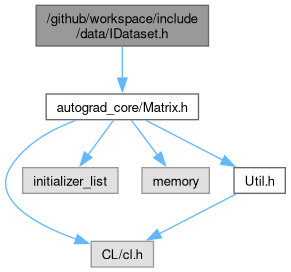 /github/workspace/include
/data/IDataset.h
autograd_core/Matrix.h
initializer_list
memory
Util.h
CL/cl.h